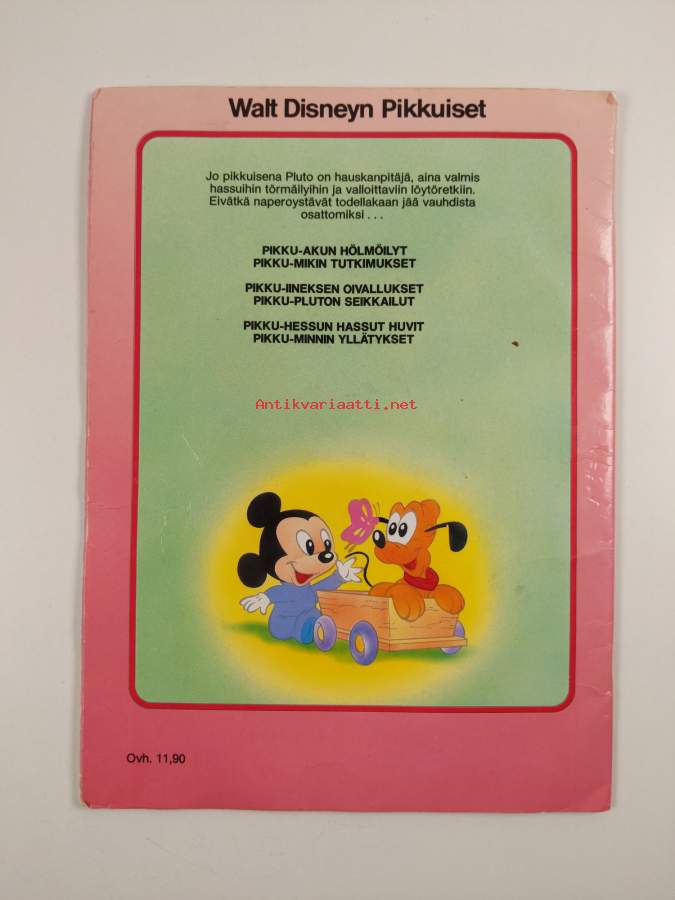 Walt Disneyn Pikkuiset
Jo pikkuisena Pluto on hauskanpitäjä, aina valmis
hassuihin törmäilyihin ja valloittaviin löytöretkiin.
Eivätkä naperoystävät todellakaan jää vauhdista
osattomiksi . . .
PIKKU-AKUN HÖLMÖILYT
PIKKU-MIKIN TUTKIMUKSET
PIKKU-IINEKSEN OIVALLUKSET
PIKKU-PLUTON SEIKKAILUT
PIKKU-HESSUN HASSUT HUVIT
PIKKU-MINNIN YLLÄTYKSET
Antikvariaatti.net
Ovh. 11,90